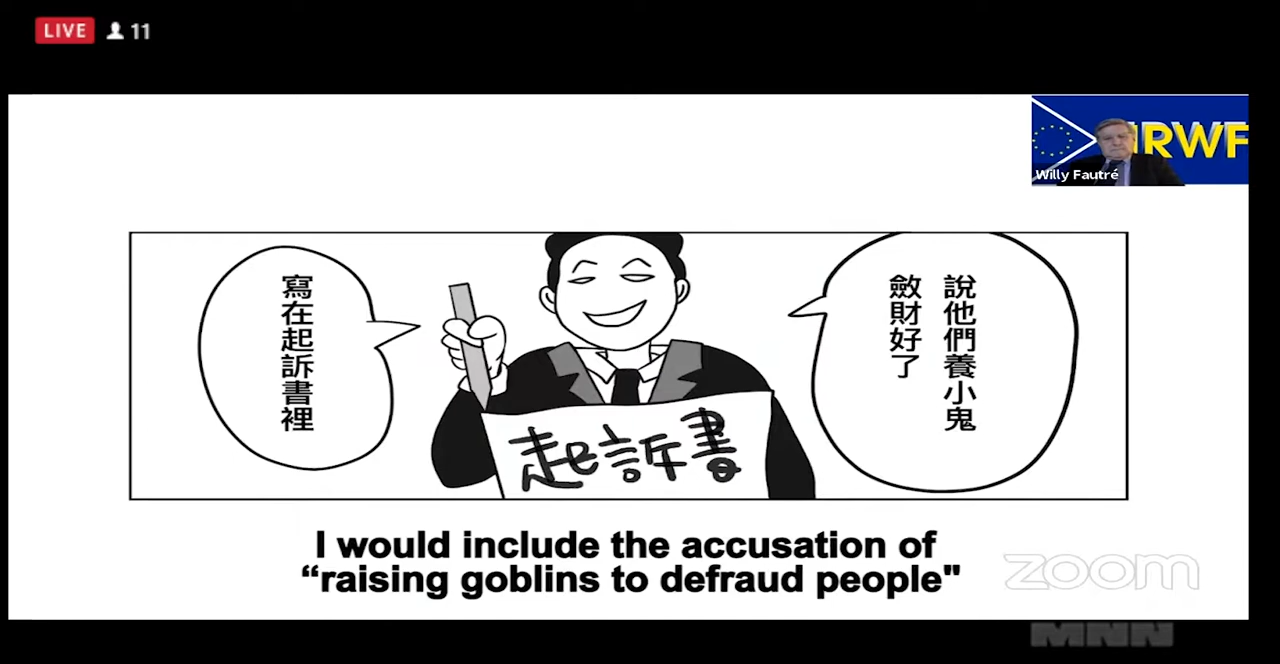 LIVE 11
HRWF
Willy Fautré
說他們養小鬼
斂財好了
寫在起訴書裡
起訴書
I would include the accusation of
“raising goblins to defraud people"
zoom
MNN